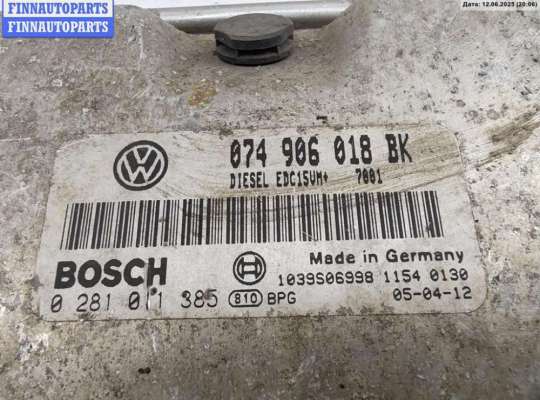 FINNAUTOPARTS
FINNAUTOPARTS
FINNAUTOPARTS
Дата: 12.06.2025 (20:06)
074 906 018 BK
DIESEL EDC15VM+ 7001
BOSCH
Made in Germany
1039S06998 1154 0130
0 281 011 385 810 BPG
05-04-12